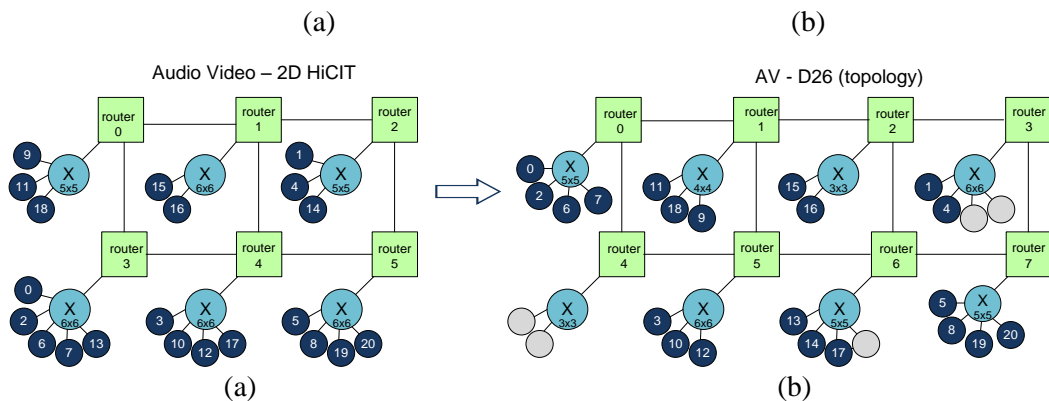 (a) (b)
Audio Video – 2D HiCIT
AV - D26 (topology)
router
0
router
1
router
2
router
0
router
1
router
2
router
3
9
11
18
X
5x5
15
16
X
6x6
1
4
14
X
5x5
0
2
6
7
X
5x5
11
18
9
X
4x4
15
16
X
3x3
1
4
X
6x6
router
3
router
4
router
5
router
4
router
5
router
6
router
7
0
2
6
7
13
X
6x6
3
10
12
17
X
6x6
5
8
19
20
X
6x6
X
3x3
3
10
12
X
6x6
13
14
17
X
5x5
5
8
19
20
X
5x5
(a) (b)